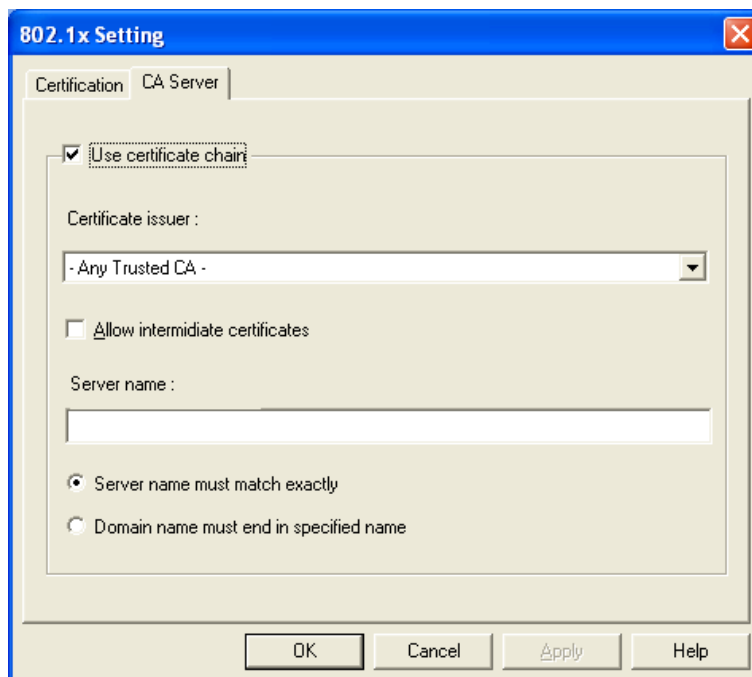 802.1x Setting
Certification
CA Server
Use certificate chain
Certificate issuer :
- Any Trusted CA -
Allow intermidiate certificates
Server name :
Server name must match exactly
Domain name must end in specified name
OK
Cancel
Apply
Help